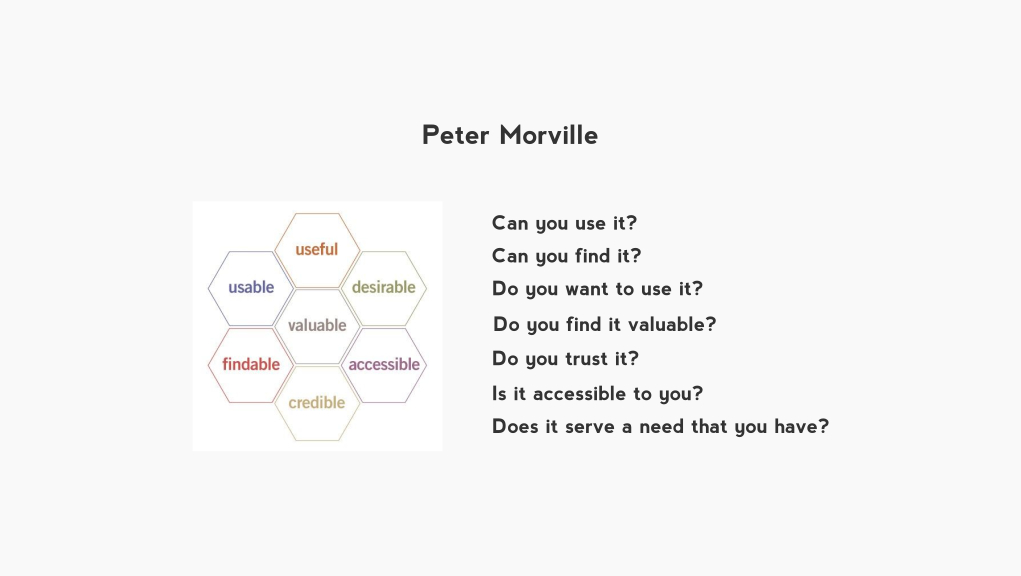 Peter Morville
useful
usable
desirable
valuable
findable
accessible
credible
Can you use it?
Can you find it?
Do you want to use it?
Do you find it valuable?
Do you trust it?
Is it accessible to you?
Does it serve a need that you have?